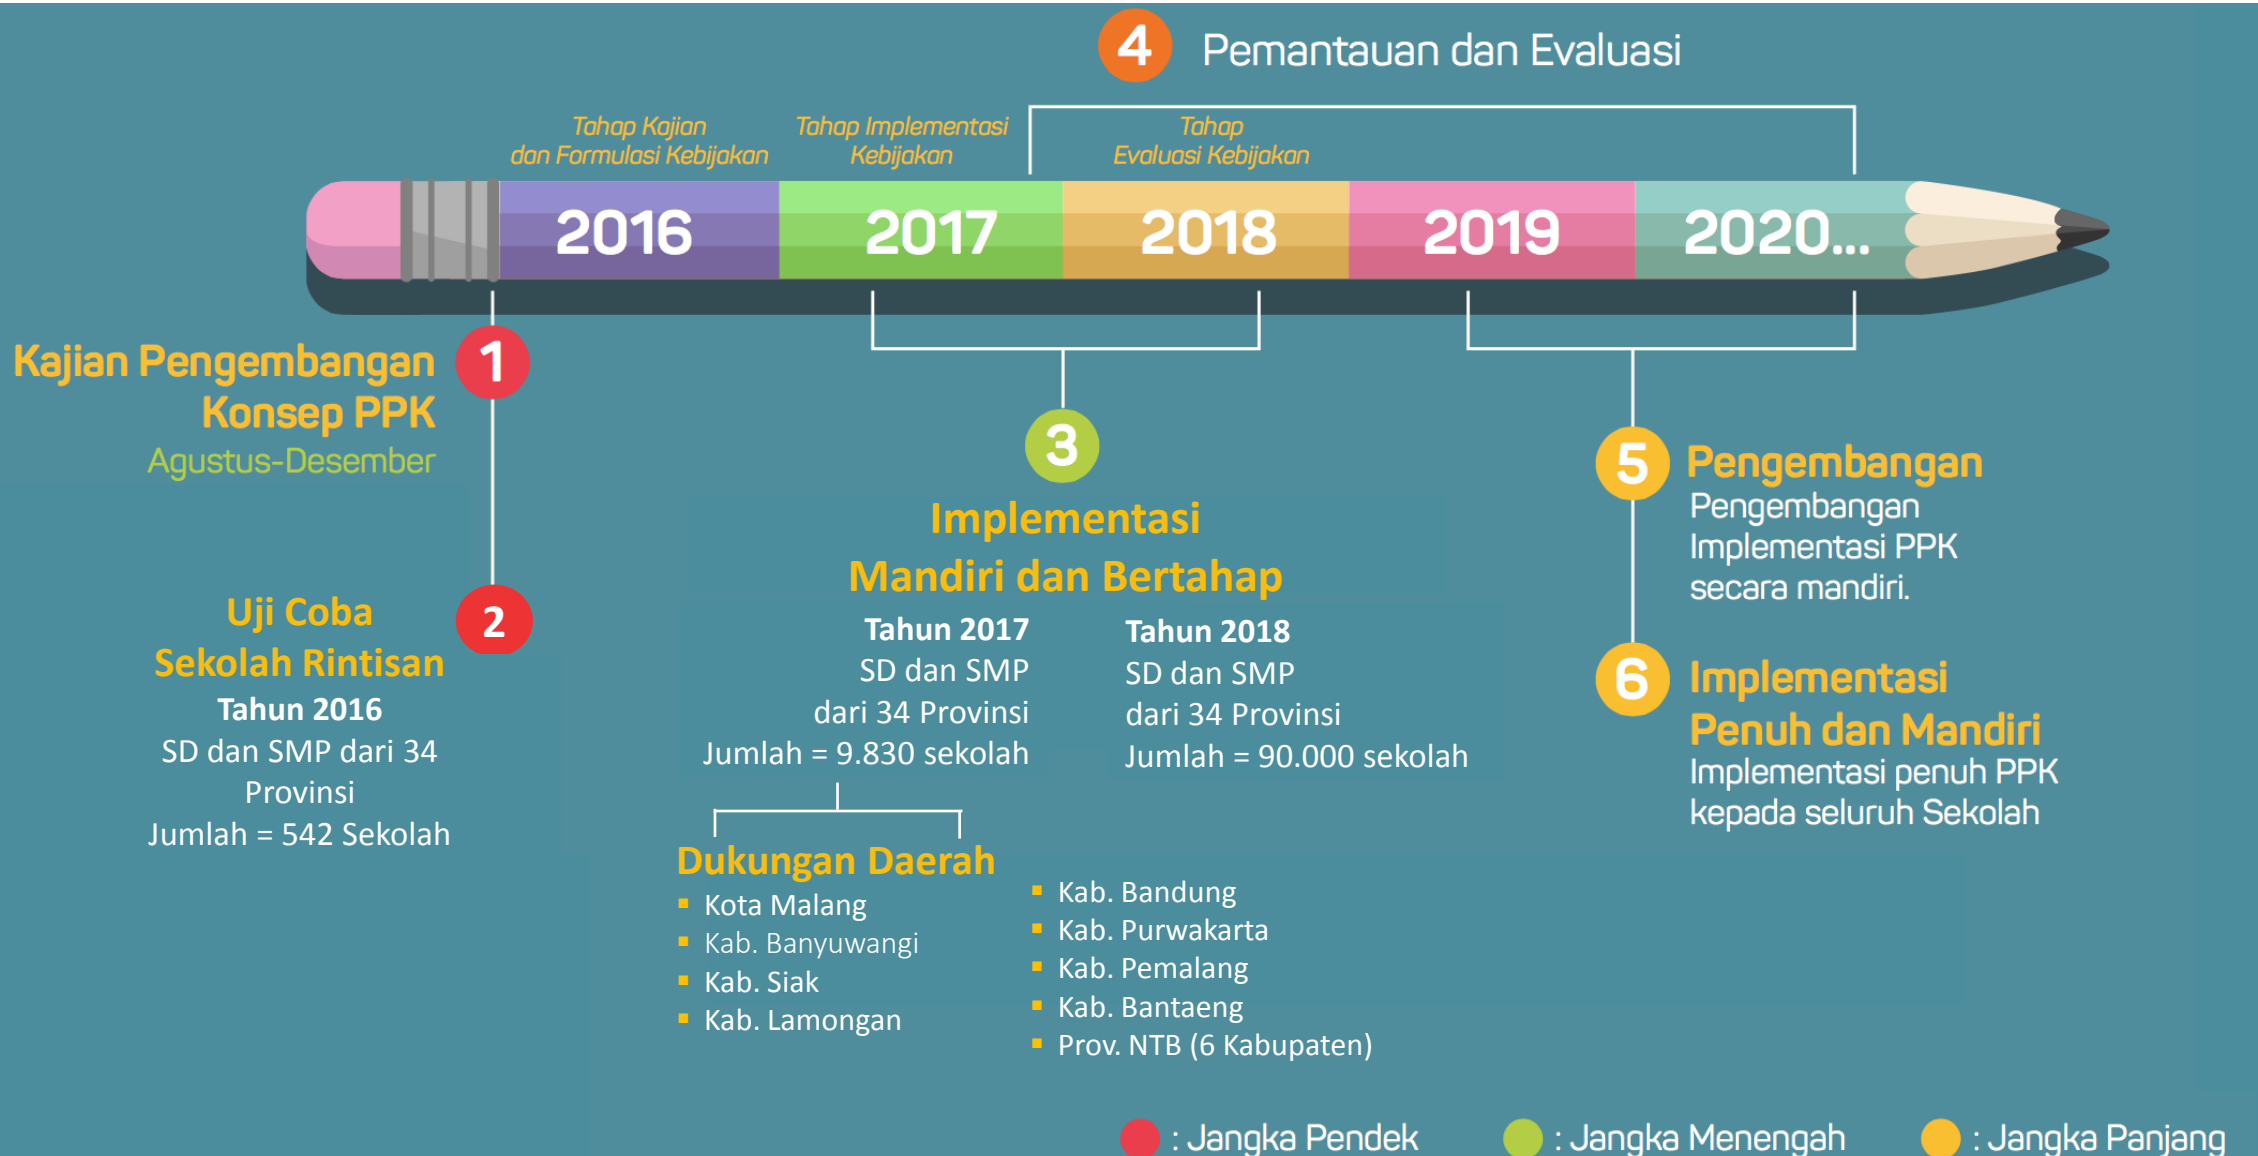 4 Pemantauan dan Evaluasi
Tahap Kajian
dan Formulasi Kebijakan
Tahap Implementasi
Kebijakan
Tahap
Evaluasi Kebijakan
2016
2017
2018
2019
2020...
1
Kajian Pengembangan
Konsep PPK
Agustus-Desember
2
Uji Coba
Sekolah Rintisan
Tahun 2016
SD dan SMP dari 34
Provinsi
Jumlah = 542 Sekolah
3
Implementasi
Mandiri dan Bertahap
Tahun 2017
SD dan SMP
dari 34 Provinsi
Jumlah = 9.830 sekolah
Tahun 2018
SD dan SMP
dari 34 Provinsi
Jumlah = 90.000 sekolah
Dukungan Daerah
▪ Kota Malang
▪ Kab. Banyuwangi
▪ Kab. Siak
▪ Kab. Lamongan
▪ Kab. Bandung
▪ Kab. Purwakarta
▪ Kab. Pemalang
▪ Kab. Bantaeng
▪ Prov. NTB (6 Kabupaten)
5 Pengembangan
Pengembangan
Implementasi PPK
secara mandiri.
6 Implementasi
Penuh dan Mandiri
Implementasi penuh PPK
kepada seluruh Sekolah
: Jangka Pendek
: Jangka Menengah
: Jangka Panjang